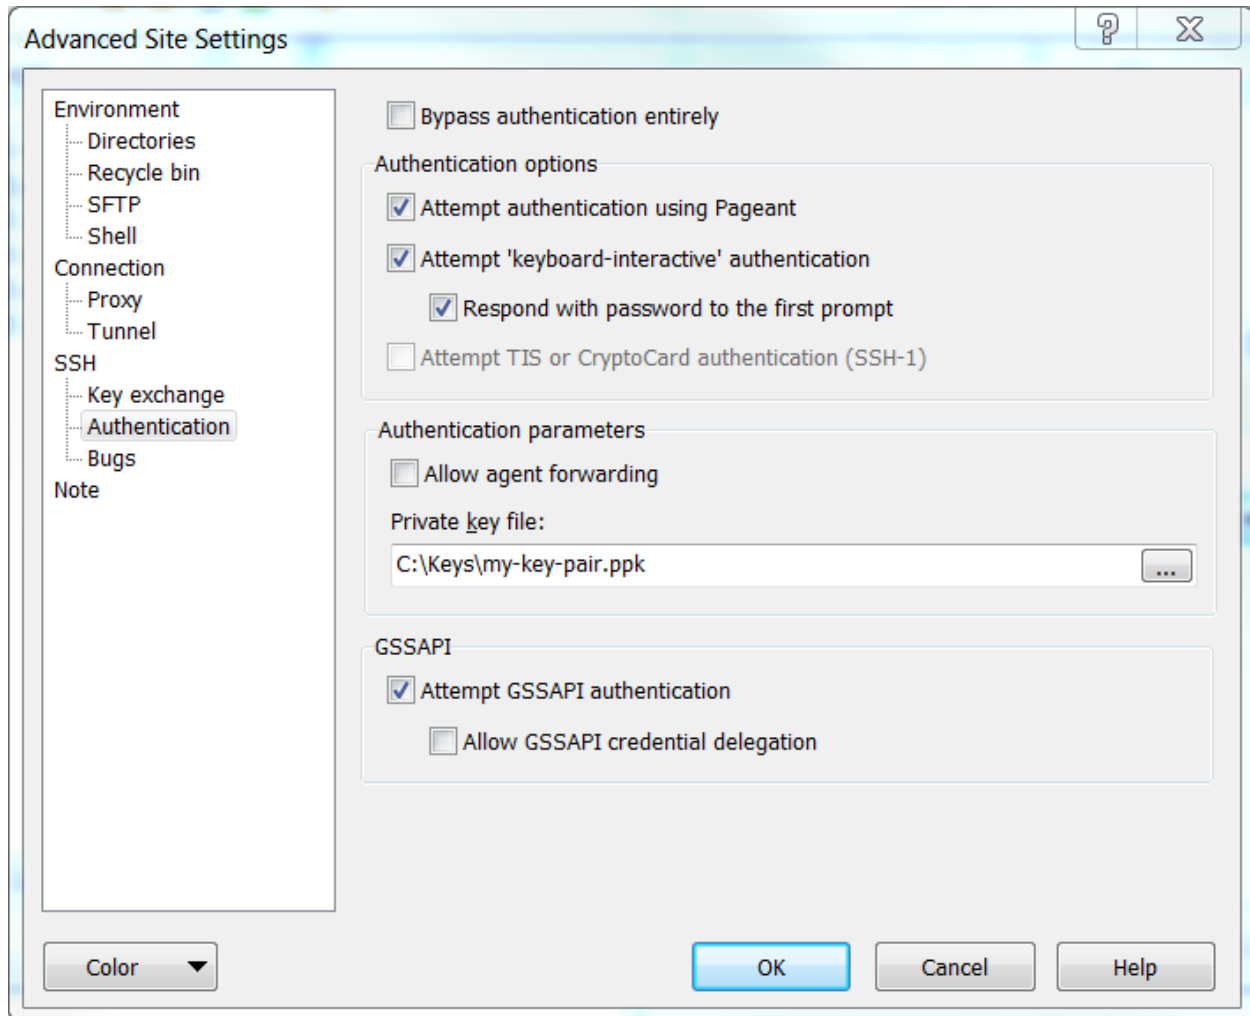 Advanced Site Settings
Environment
Directories
Recycle bin
SFTP
Shell
Connection
Proxy
Tunnel
SSH
Key exchange
Authentication
Bugs
Note
Bypass authentication entirely
Authentication options
Attempt authentication using Pageant
Attempt 'keyboard-interactive' authentication
Respond with password to the first prompt
Attempt TIS or CryptoCard authentication (SSH-1)
Authentication parameters
Allow agent forwarding
Private key file:
C:\Keys\my-key-pair.ppk
...
GSSAPI
Attempt GSSAPI authentication
Allow GSSAPI credential delegation
Color
OK
Cancel
Help